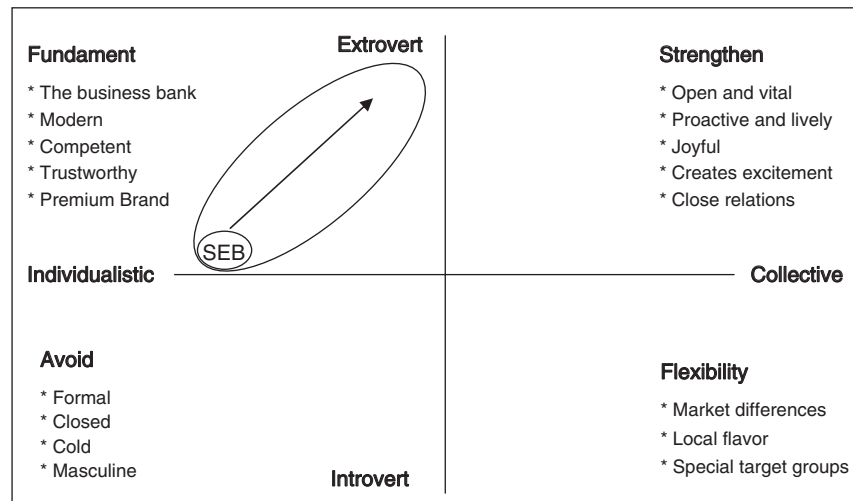 Extrovert
Fundament
* The business bank
* Modern
* Competent
* Trustworthy
* Premium Brand
SEB
Strengthen
* Open and vital
* Proactive and lively
* Joyful
* Creates excitement
* Close relations
Individualistic
Collective
Avoid
* Formal
* Closed
* Cold
* Masculine
Introvert
Flexibility
* Market differences
* Local flavor
* Special target groups